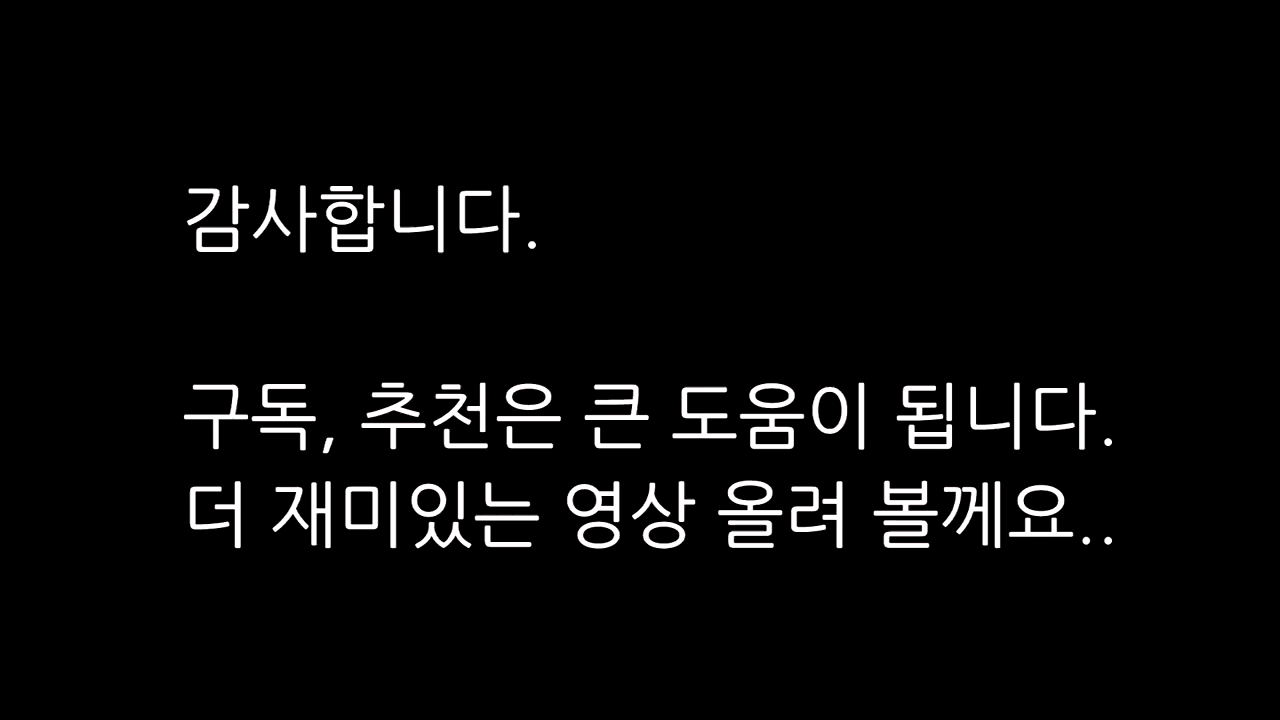 감사합니다.
구독, 추천은 큰 도움이 됩니다.
더 재미있는 영상 올려 볼께요..